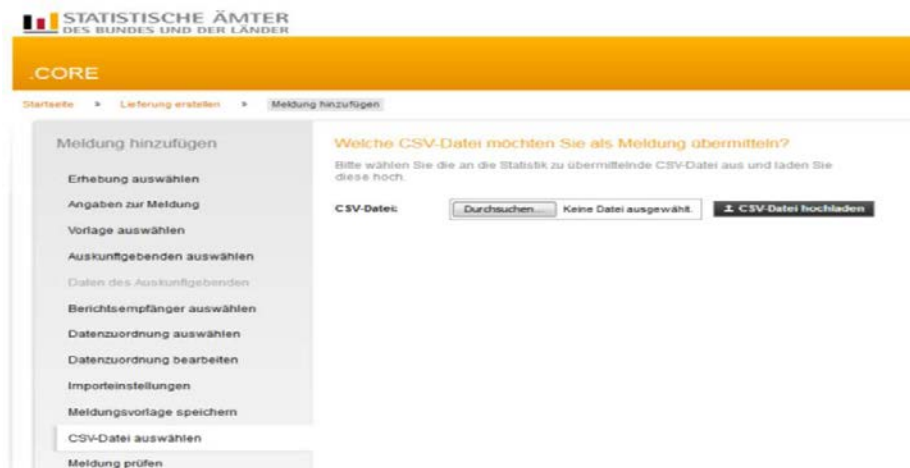 STATISTISCHE ÄMTER
DES BUNDES UND DER LÄNDER
.CORE
Startseite » Lieferung erstellen » Meldung hinzufügen
Meldung hinzufügen
Erhebung auswählen
Angaben zur Meldung
Vorlage auswählen
Auskunftgebenden auswählen
Daten des Auskunftgebenden
Berichtsempfänger auswählen
Datenzuordnung auswählen
Datenzuordnung bearbeiten
Importeinstellungen
Meldungsvorlage speichern
CSV-Datei auswählen
Meldung prüfen
Welche CSV-Datei möchten Sie als Meldung übermitteln?
Bitte wählen Sie die an die Statistik zu übermittelnde CSV-Datei aus und laden Sie
diese hoch.
CSV-Datei: Durchsuchen... Keine Datei ausgewählt. CSV-Datei hochladen